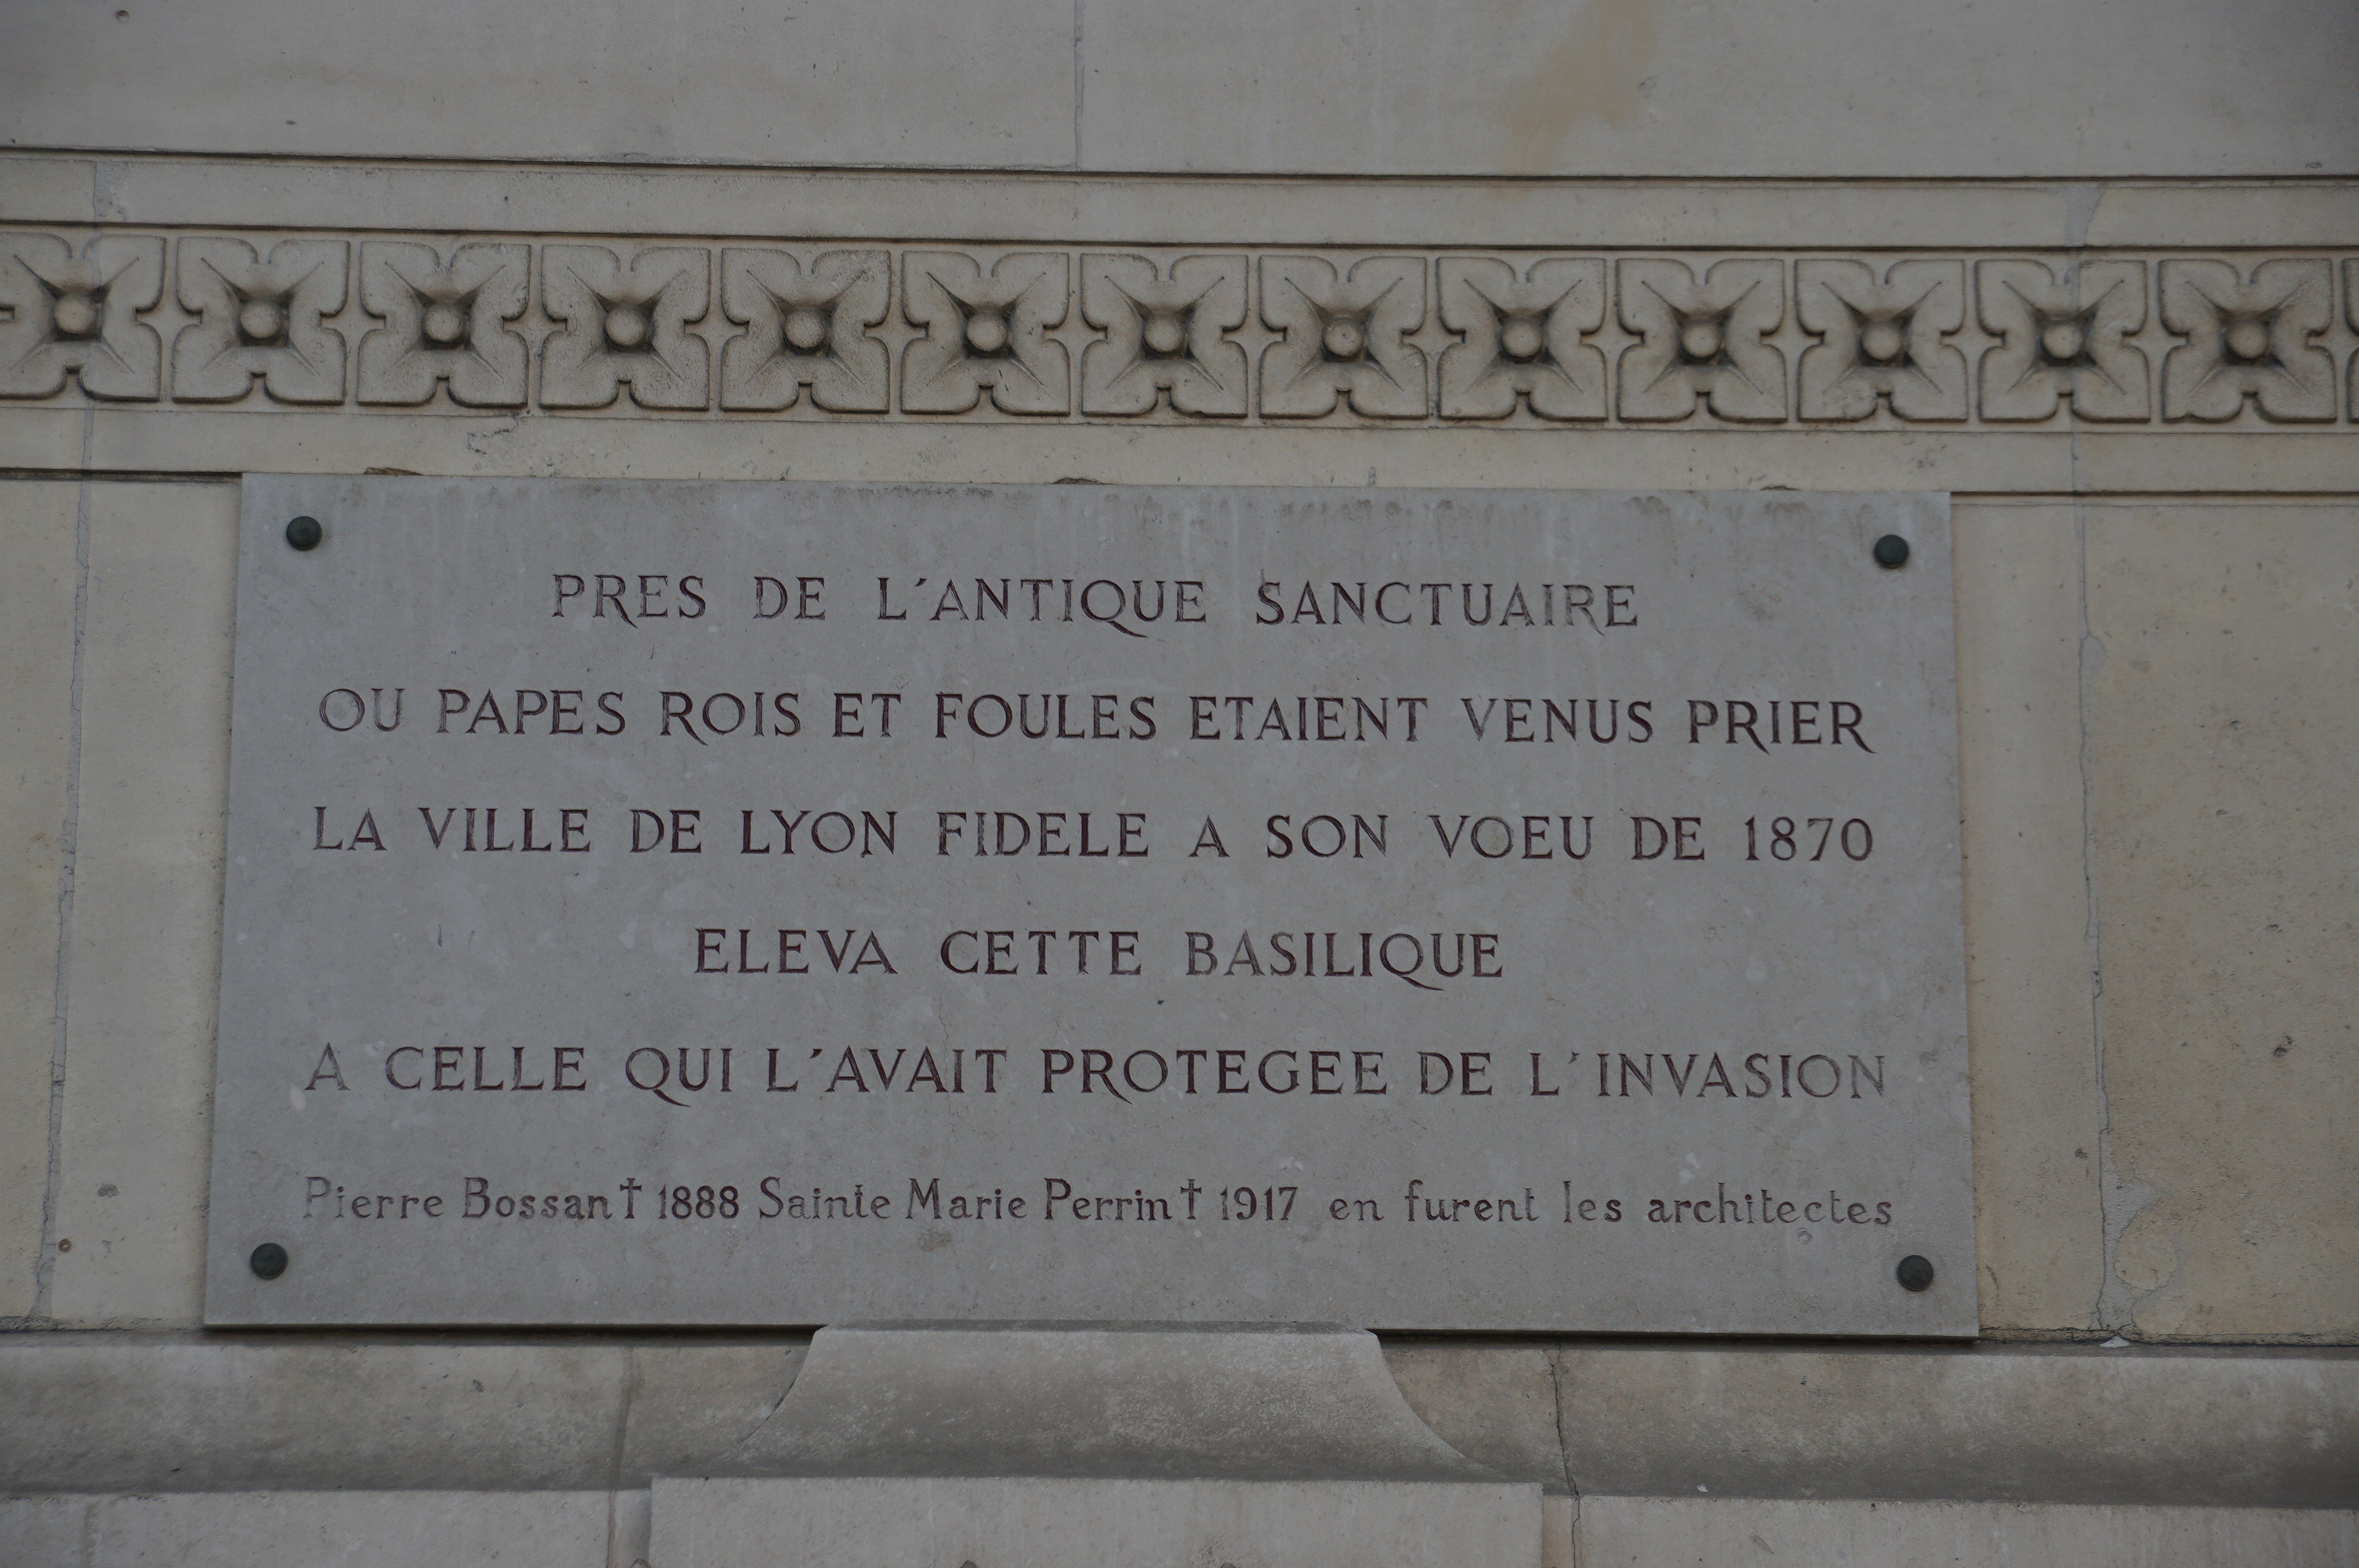 PRES DE L'ANTIQUE SANCTUAIRE
OU PAPES ROIS ET FOULES ETAIENT VENUS PRIER
LA VILLE DE LYON FIDELE A SON VOEU DE 1870
ELEVA CETTE BASILIQUE
A CELLE QUI L'AVAIT PROTEGEE DE L'INVASION
Pierre Bossan † 1888 Sainte Marie Perrin † 1917 en furent les architectes